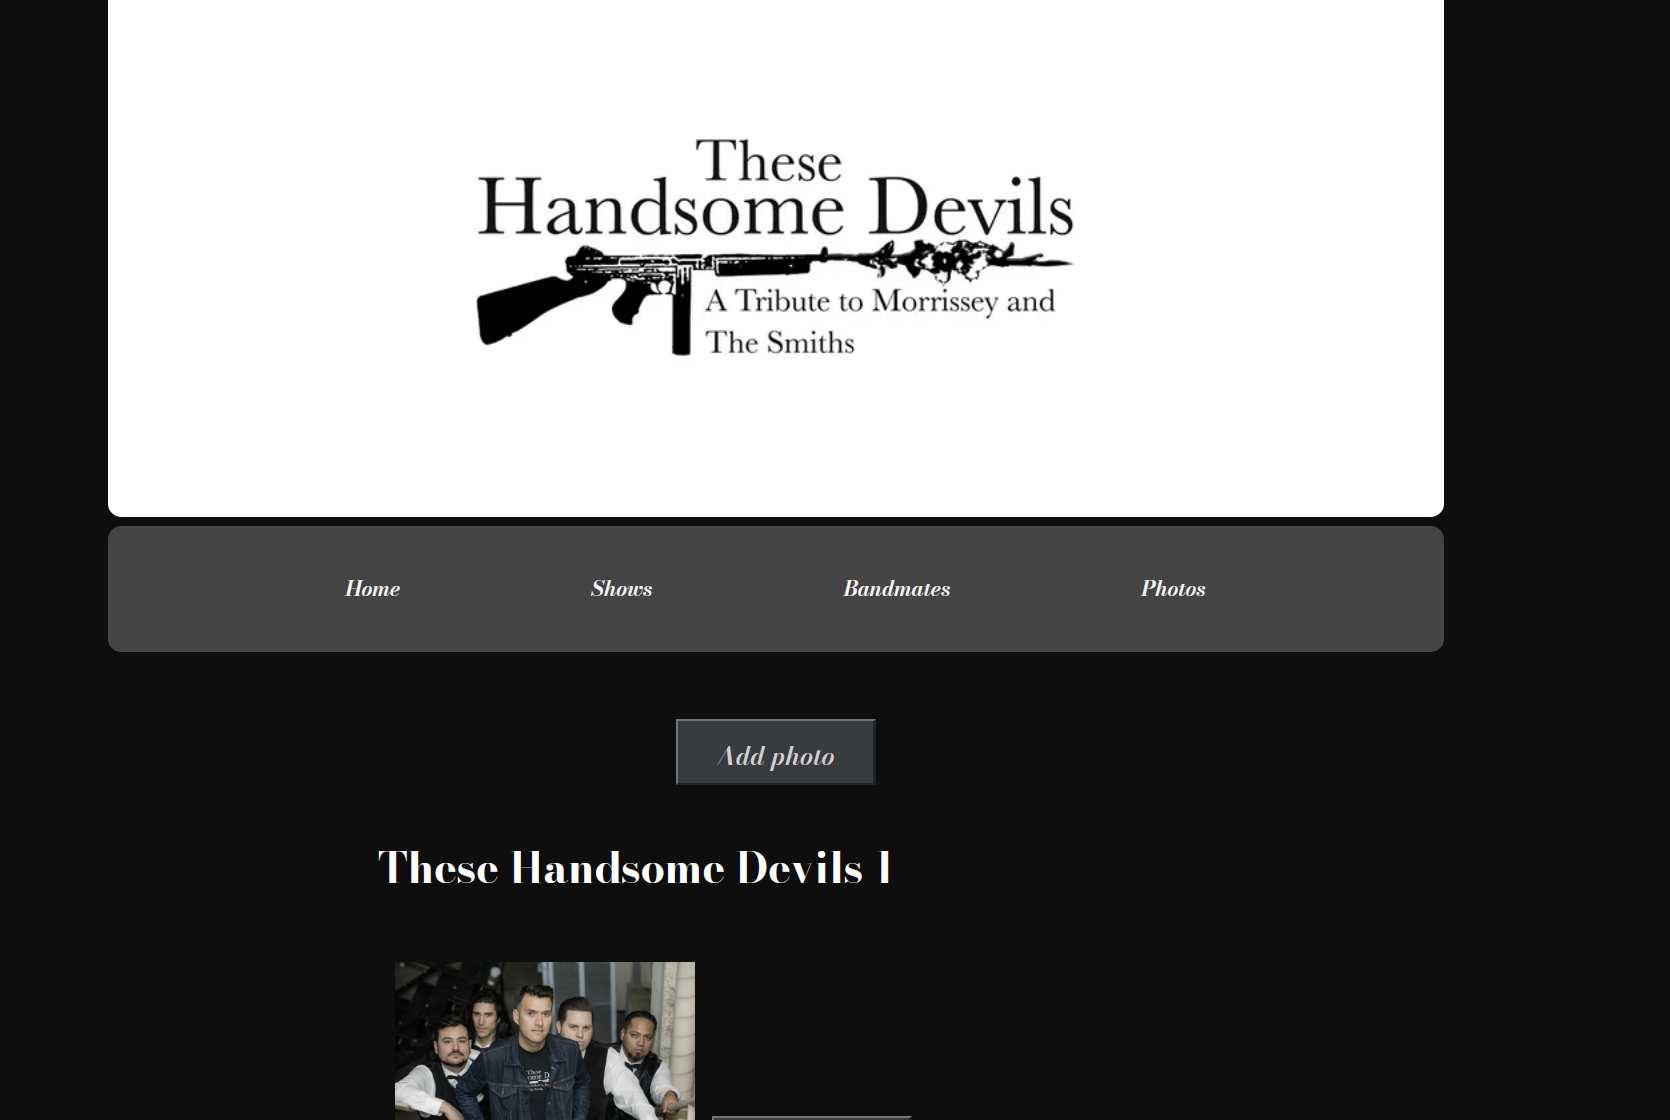 These
Handsome Devils
A Tribute to Morrissey and
The Smiths
Home
Shows
Bandmates
Photos
Add photo
These Handsome Devils 1